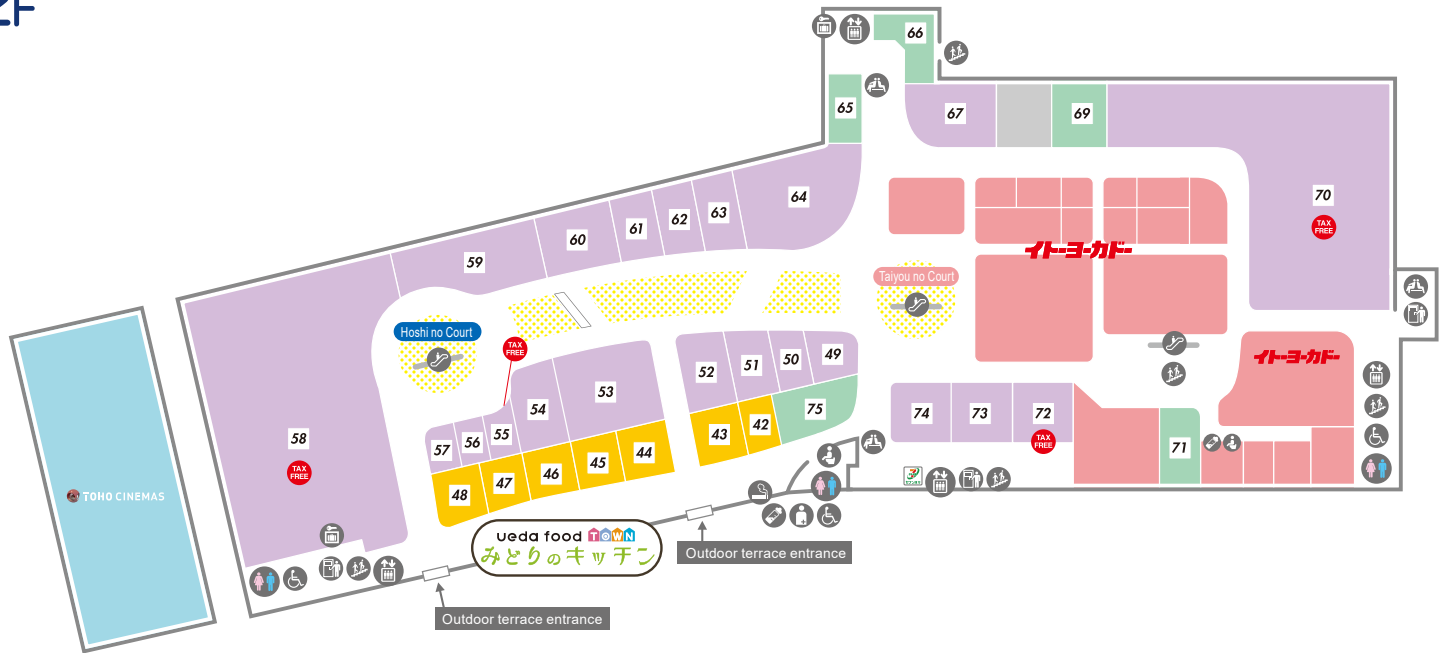 2F
66
65
67
69
70
TAX
FREE
64
63
62
61
60
59
イトーヨーカドー
Taiyou no Court
Hoshi no Court
TAX
FREE
52
51
50
49
53
54
55
56
57
58
TAX
FREE
イトーヨーカドー
43
42
75
44
45
46
47
48
74
73
72
TAX
FREE
71
TOHO CINEMAS
ueda food TOWN
みどりのキッチン
Outdoor terrace entrance
Outdoor terrace entrance